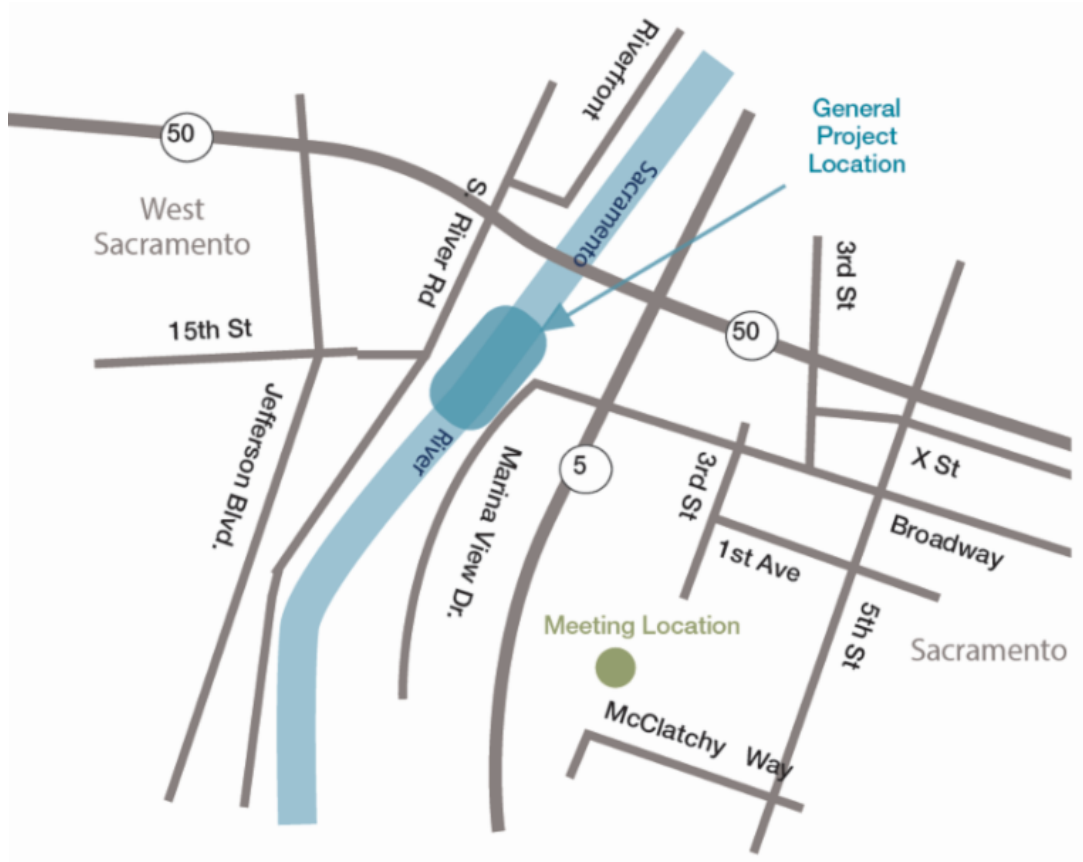 Riverfront
General
Project
Location
50
West
Sacramento
S. River Rd
Sacramento
3rd St
15th St
50
Jefferson Blvd.
River
Marina View Dr.
5
3rd St
X St
Broadway
1st Ave
Meeting Location
5th St
Sacramento
McClatchy Way